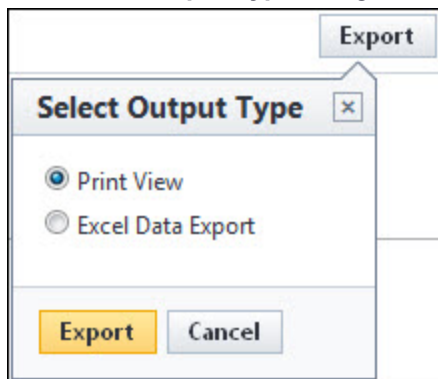 Export
Select Output Type
Print View
Excel Data Export
Export Cancel